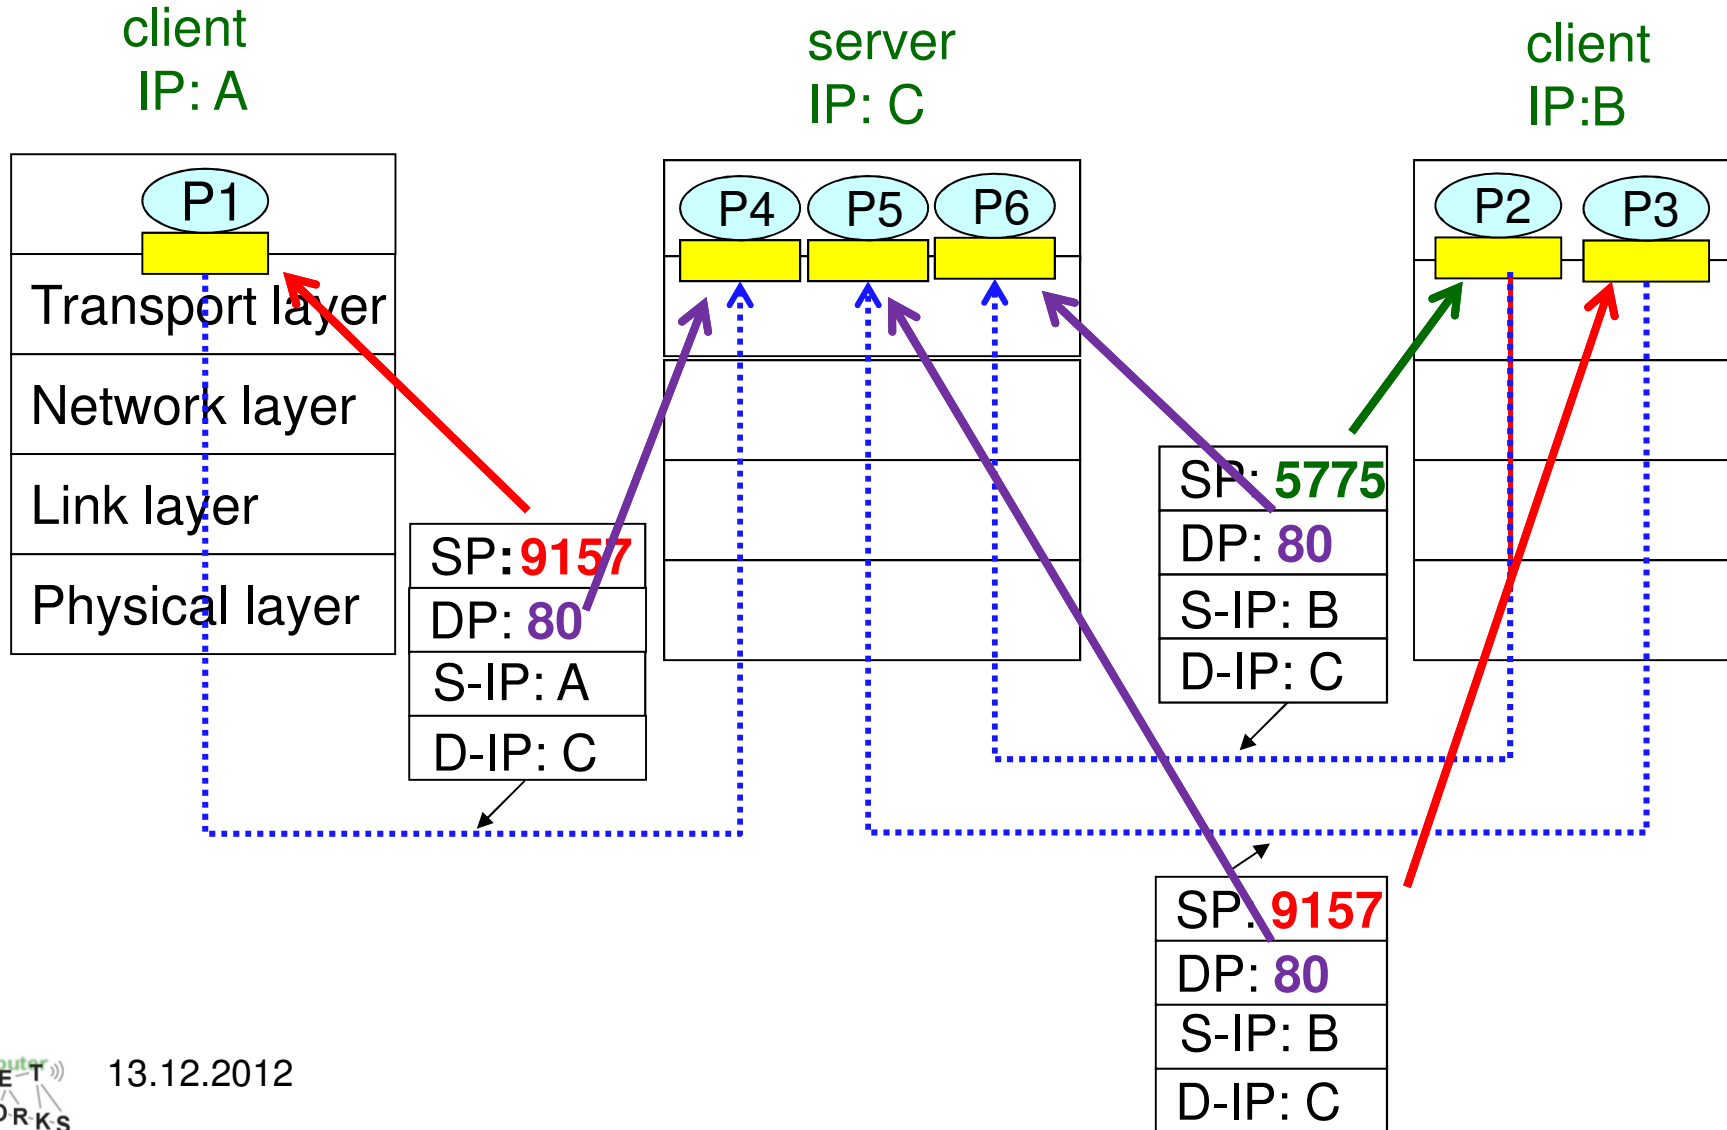 client
IP: A
server
IP: C
client
IP:B
P1
P4
P5
P6
P2
P3
Transport layer
Network layer
Link layer
Physical layer
SP:9157
DP: 80
S-IP: A
D-IP: C
SP: 5775
DP: 80
S-IP: B
D-IP: C
SP: 9157
DP: 80
S-IP: B
D-IP: C
13.12.2012